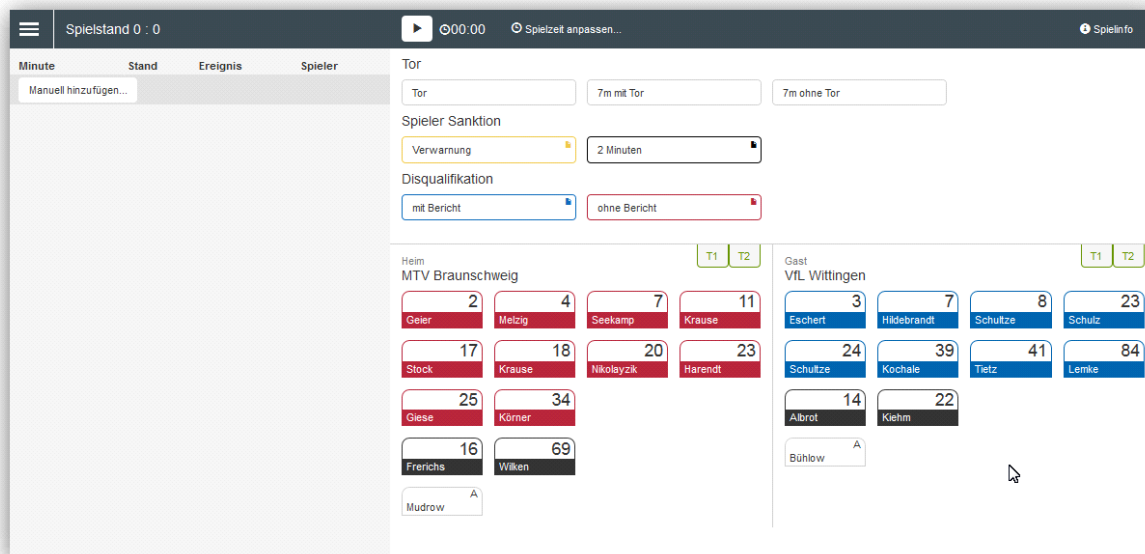 Spielstand 0 : 0
00:00
Spielzeit anpassen...
Spielinfo
Minute Stand Ereignis Spieler
Manuell hinzufügen...
Tor
Tor 7m mit Tor 7m ohne Tor
Spieler Sanktion
Verwarnung 2 Minuten
Disqualifikation
mit Bericht ohne Bericht
Heim
MTV Braunschweig
T1 T2
2 4 7 11
Geier Melzig Seekamp Krause
17 18 20 23
Stock Krause Nikolayzik Harendt
25 34
Giese Körner
16 69
Frerichs Wilken
A
Mudrow
Gast
VfL Wittingen
T1 T2
3 7 8 23
Eschert Hildebrandt Schultze Schulz
24 39 41 84
Schultze Kochale Tietz Lemke
14 22
Albrot Kiehm
A
Bühlow